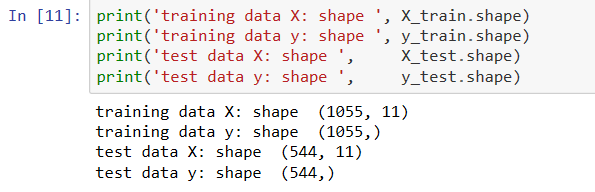 In [11]: print('training data X: shape ', X_train.shape)
print('training data y: shape ', y_train.shape)
print('test data X: shape ',     X_test.shape)
print('test data y: shape ',     y_test.shape)
training data X: shape  (1055, 11)
training data y: shape  (1055,)
test data X: shape  (544, 11)
test data y: shape  (544,)